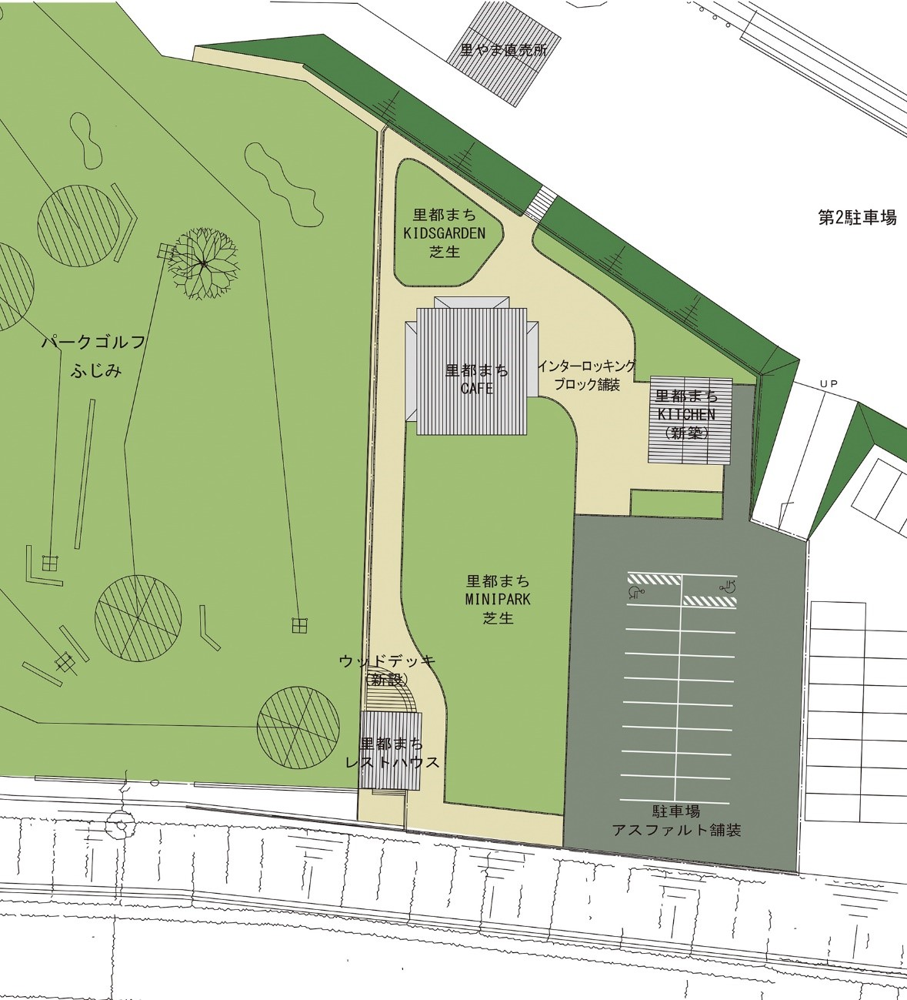 里やま直売所
第2駐車場
里都まち
KIDSGARDEN
芝生
パークゴルフ
ふじみ
里都まち
CAFE
インターロッキング
ブロック舗装
里都まち
KITCHEN
(新築)
UP
里都まち
MINIPARK
芝生
ウッドデッキ
(新設)
里都まち
レストハウス
駐車場
アスファルト舗装